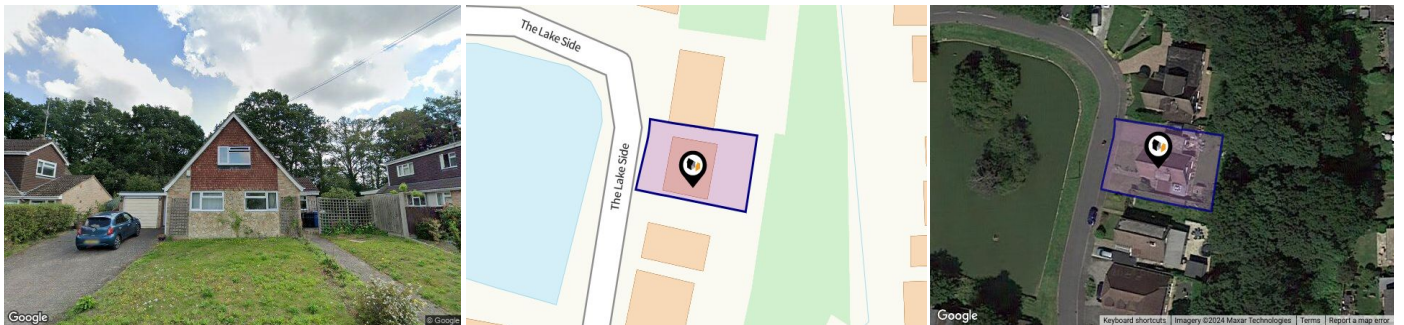 Google
© Google
The Lake Side
The Lake Side
Google
Keyboard shortcuts
Imagery ©2024 Maxar Technologies
Terms
Report a map error